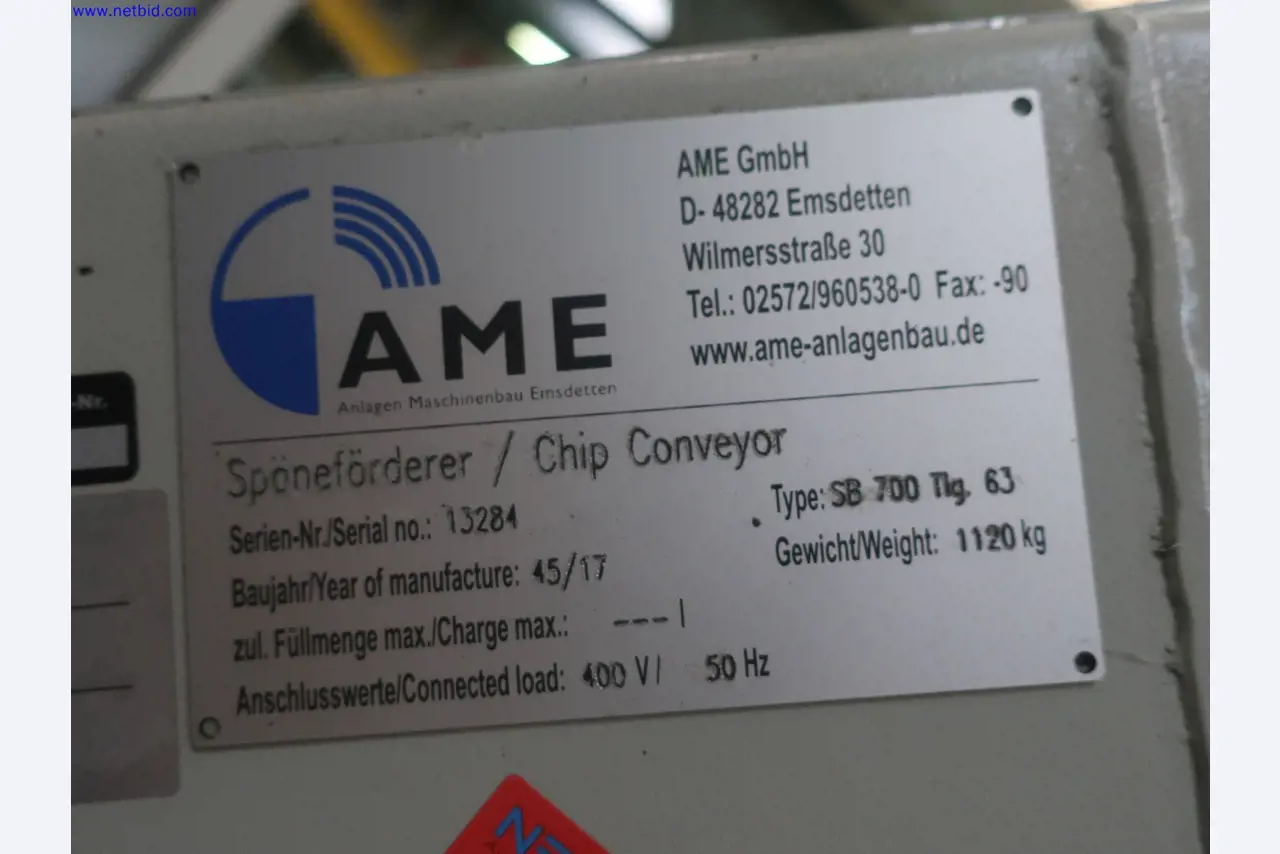 www.netbid.com
AME GmbH
D- 48282 Emsdetten
Wilmersstraße 30
Tel.: 02572/960538-0 Fax: -90
www.ame-anlagenbau.de
AME
Anlagen Maschinenbau Emsdetten
Späneförderer / Chip Conveyor
Serien-Nr./Serial no.: 13284
Type: SB 700 Tlg. 63
Baujahr/Year of manufacture: 45/17
Gewicht/Weight: 1120 kg
zul. Füllmenge max./Charge max.: --- l
Anschlusswerte/Connected load: 400 V/ 50 Hz
-Nr.